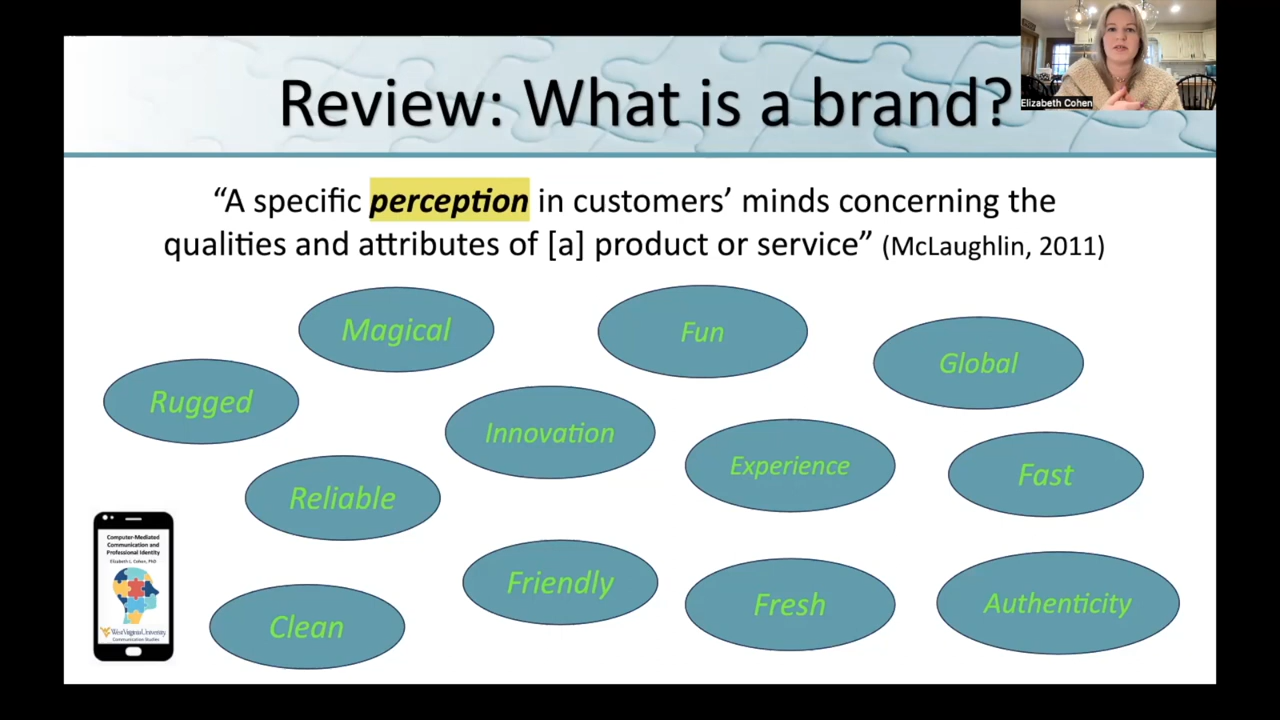 Review: What is a brand?
Elizabeth Cohen
“A specific perception in customers’ minds concerning the
qualities and attributes of [a] product or service” (McLaughlin, 2011)
Magical
Fun
Global
Rugged
Innovation
Experience
Fast
Reliable
Friendly
Fresh
Authenticity
Clean
Computer-Mediated
Communication and
Professional Identity
Elizabeth L. Cohen, PhD
West Virginia University
Communication Studies